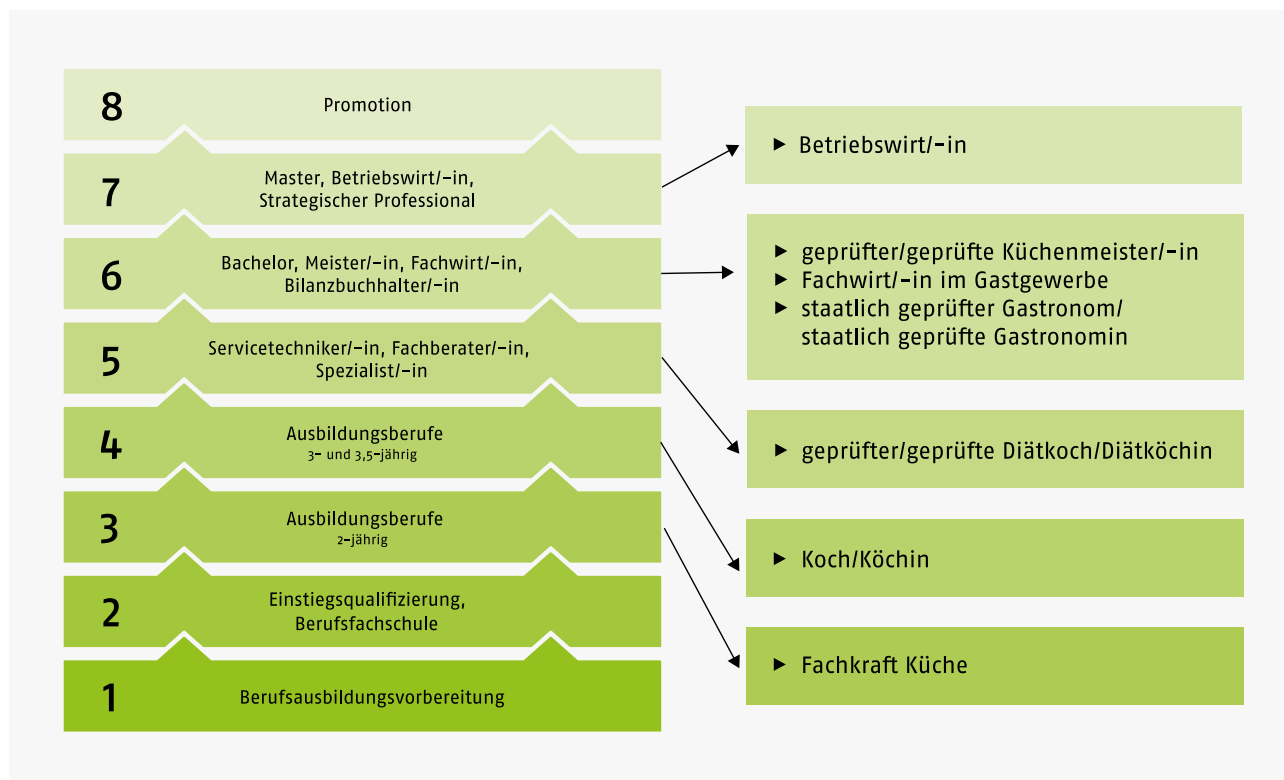 8
Promotion
7
Master, Betriebswirt/-in,
Strategischer Professional
6
Bachelor, Meister/-in, Fachwirt/-in,
Bilanzbuchhalter/-in
5
Servicetechniker/-in, Fachberater/-in,
Spezialist/-in
4
Ausbildungsberufe
3- und 3,5-jährig
3
Ausbildungsberufe
2-jährig
2
Einstiegsqualifizierung,
Berufsfachschule
1
Berufsausbildungsvorbereitung
► Betriebswirt/-in
► geprüfter/geprüfte Küchenmeister/-in
► Fachwirt/-in im Gastgewerbe
► staatlich geprüfter Gastronom/
staatlich geprüfte Gastronomin
► geprüfter/geprüfte Diätkoch/Diätköchin
► Koch/Köchin
► Fachkraft Küche